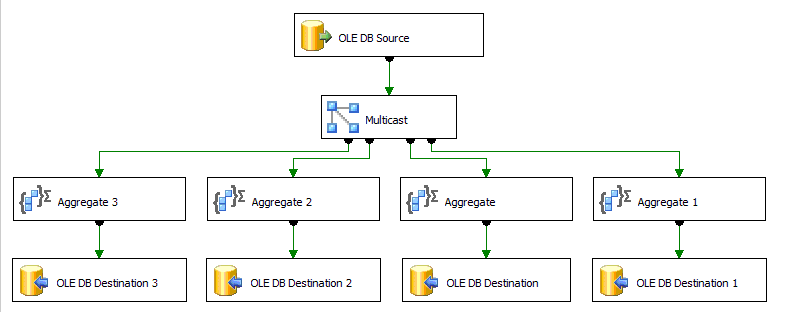 OLE DB Source
Multicast
Aggregate 3
Aggregate 2
Aggregate
Aggregate 1
OLE DB Destination 3
OLE DB Destination 2
OLE DB Destination
OLE DB Destination 1